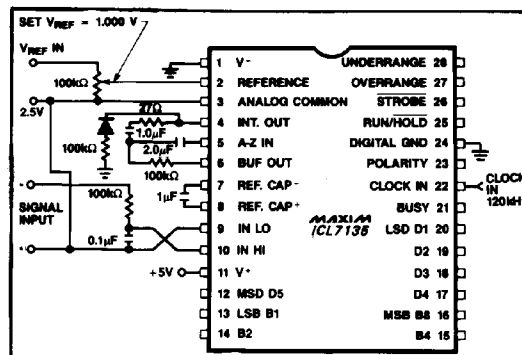 SET VREF = 1.000 V
VREF IN
100kΩ
2.5V
27Ω
1.0µF
100kΩ
2.0µF
100kΩ
100kΩ
1µF
SIGNAL
INPUT
0.1µF
+5V
1 V-
2 REFERENCE
3 ANALOG COMMON
4 INT. OUT
5 A-Z IN
6 BUF OUT
7 REF. CAP-
8 REF. CAP+
9 IN LO
10 IN HI
11 V+
12 MSD D5
13 LSB B1
14 B2
MAXIM
ICL7135
UNDERRANGE 28
OVERRANGE 27
STROBE 26
RUN/HOLD 25
DIGITAL GND 24
POLARITY 23
CLOCK IN 22
BUSY 21
LSD D1 20
D2 19
D3 18
D4 17
MSB B8 16
B4 15
CLOCK
IN
120kH